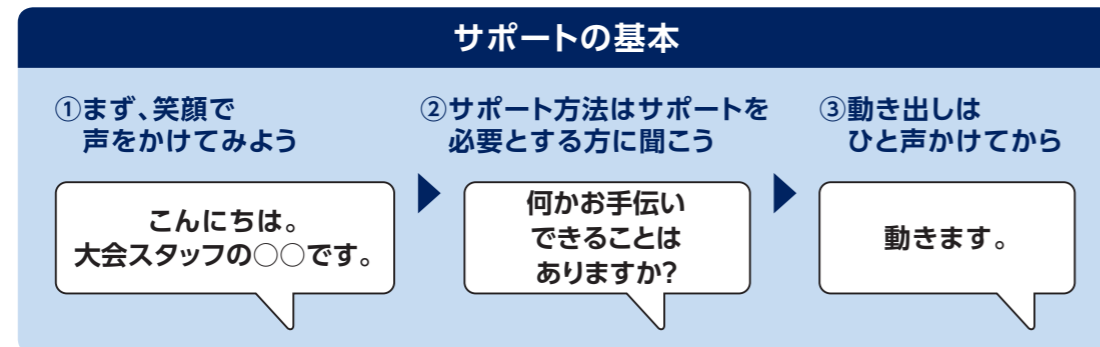 サポートの基本
①まず、笑顔で
声をかけてみよう
こんにちは。
大会スタッフの○○です。
②サポート方法はサポートを
必要とする方に聞こう
何かお手伝い
できることは
ありますか?
③動き出しは
ひと声かけてから
動きます。